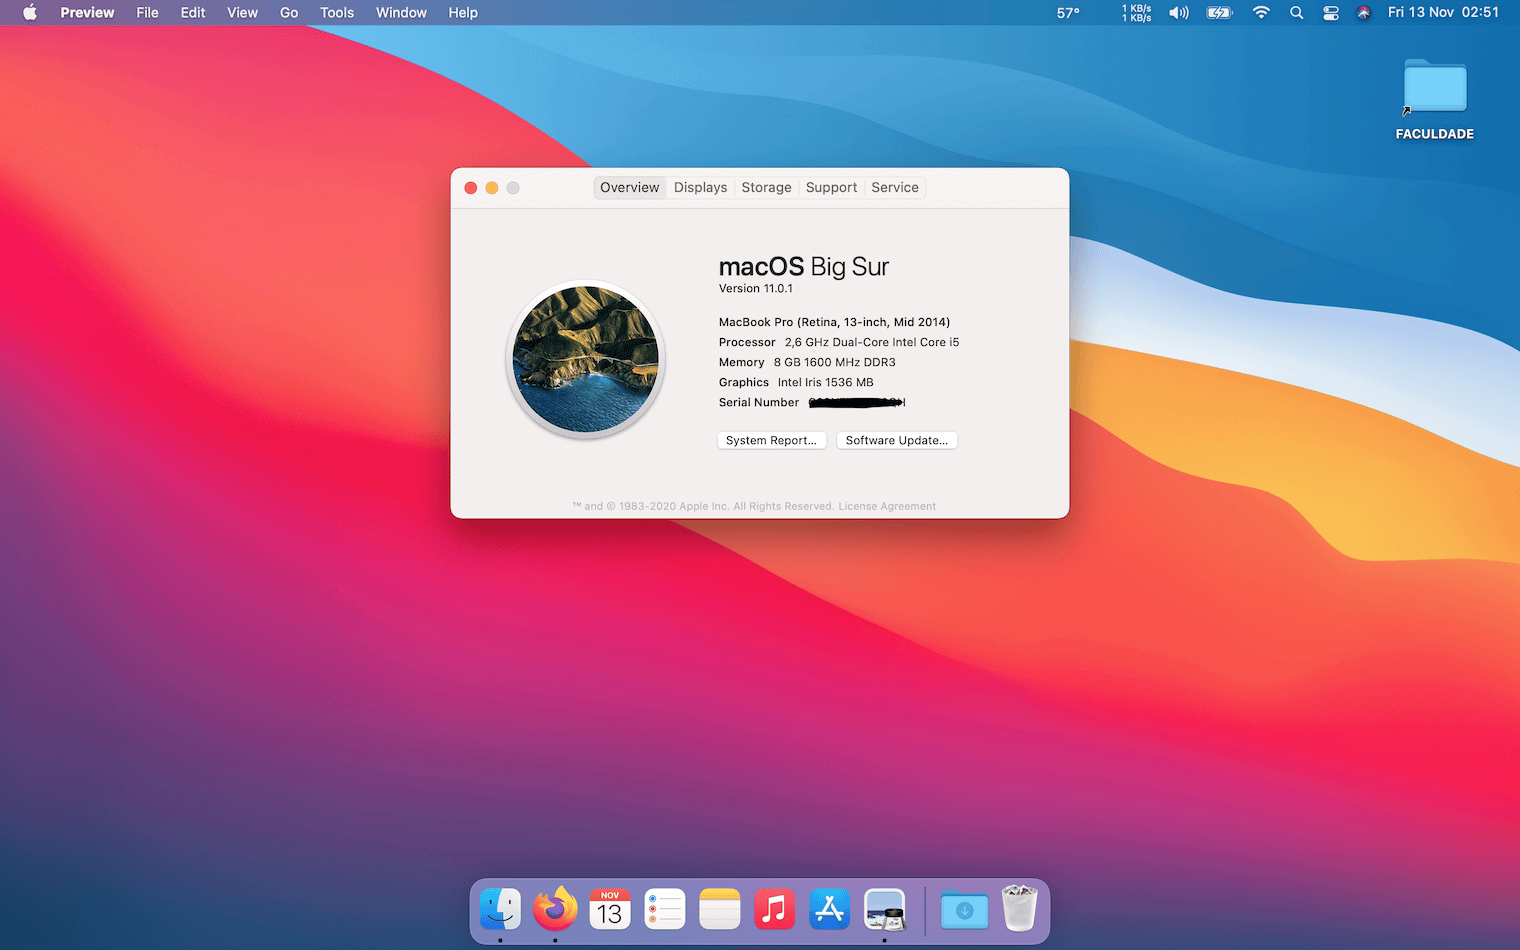 Preview File Edit View Go Tools Window Help 57° 1 KB/s 1 KB/s Fri 13 Nov 02:51
FACULDADE
Overview Displays Storage Support Service
macOS Big Sur
Version 11.0.1
MacBook Pro (Retina, 13-inch, Mid 2014)
Processor 2,6 GHz Dual-Core Intel Core i5
Memory 8 GB 1600 MHz DDR3
Graphics Intel Iris 1536 MB
Serial Number
System Report... Software Update...
™ and © 1983-2020 Apple Inc. All Rights Reserved. License Agreement
NOV
13